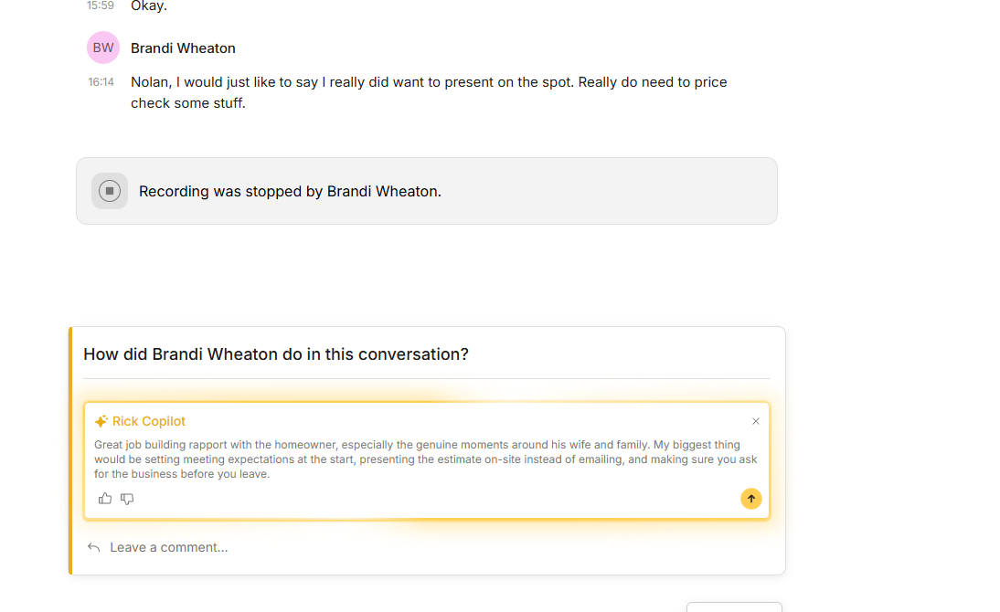 15:59 Okay.
BW Brandi Wheaton
16:14 Nolan, I would just like to say I really did want to present on the spot. Really do need to price
check some stuff.
Recording was stopped by Brandi Wheaton.
How did Brandi Wheaton do in this conversation?
Rick Copilot
Great job building rapport with the homeowner, especially the genuine moments around his wife and family. My biggest thing
would be setting meeting expectations at the start, presenting the estimate on-site instead of emailing, and making sure you ask
for the business before you leave.
Leave a comment...